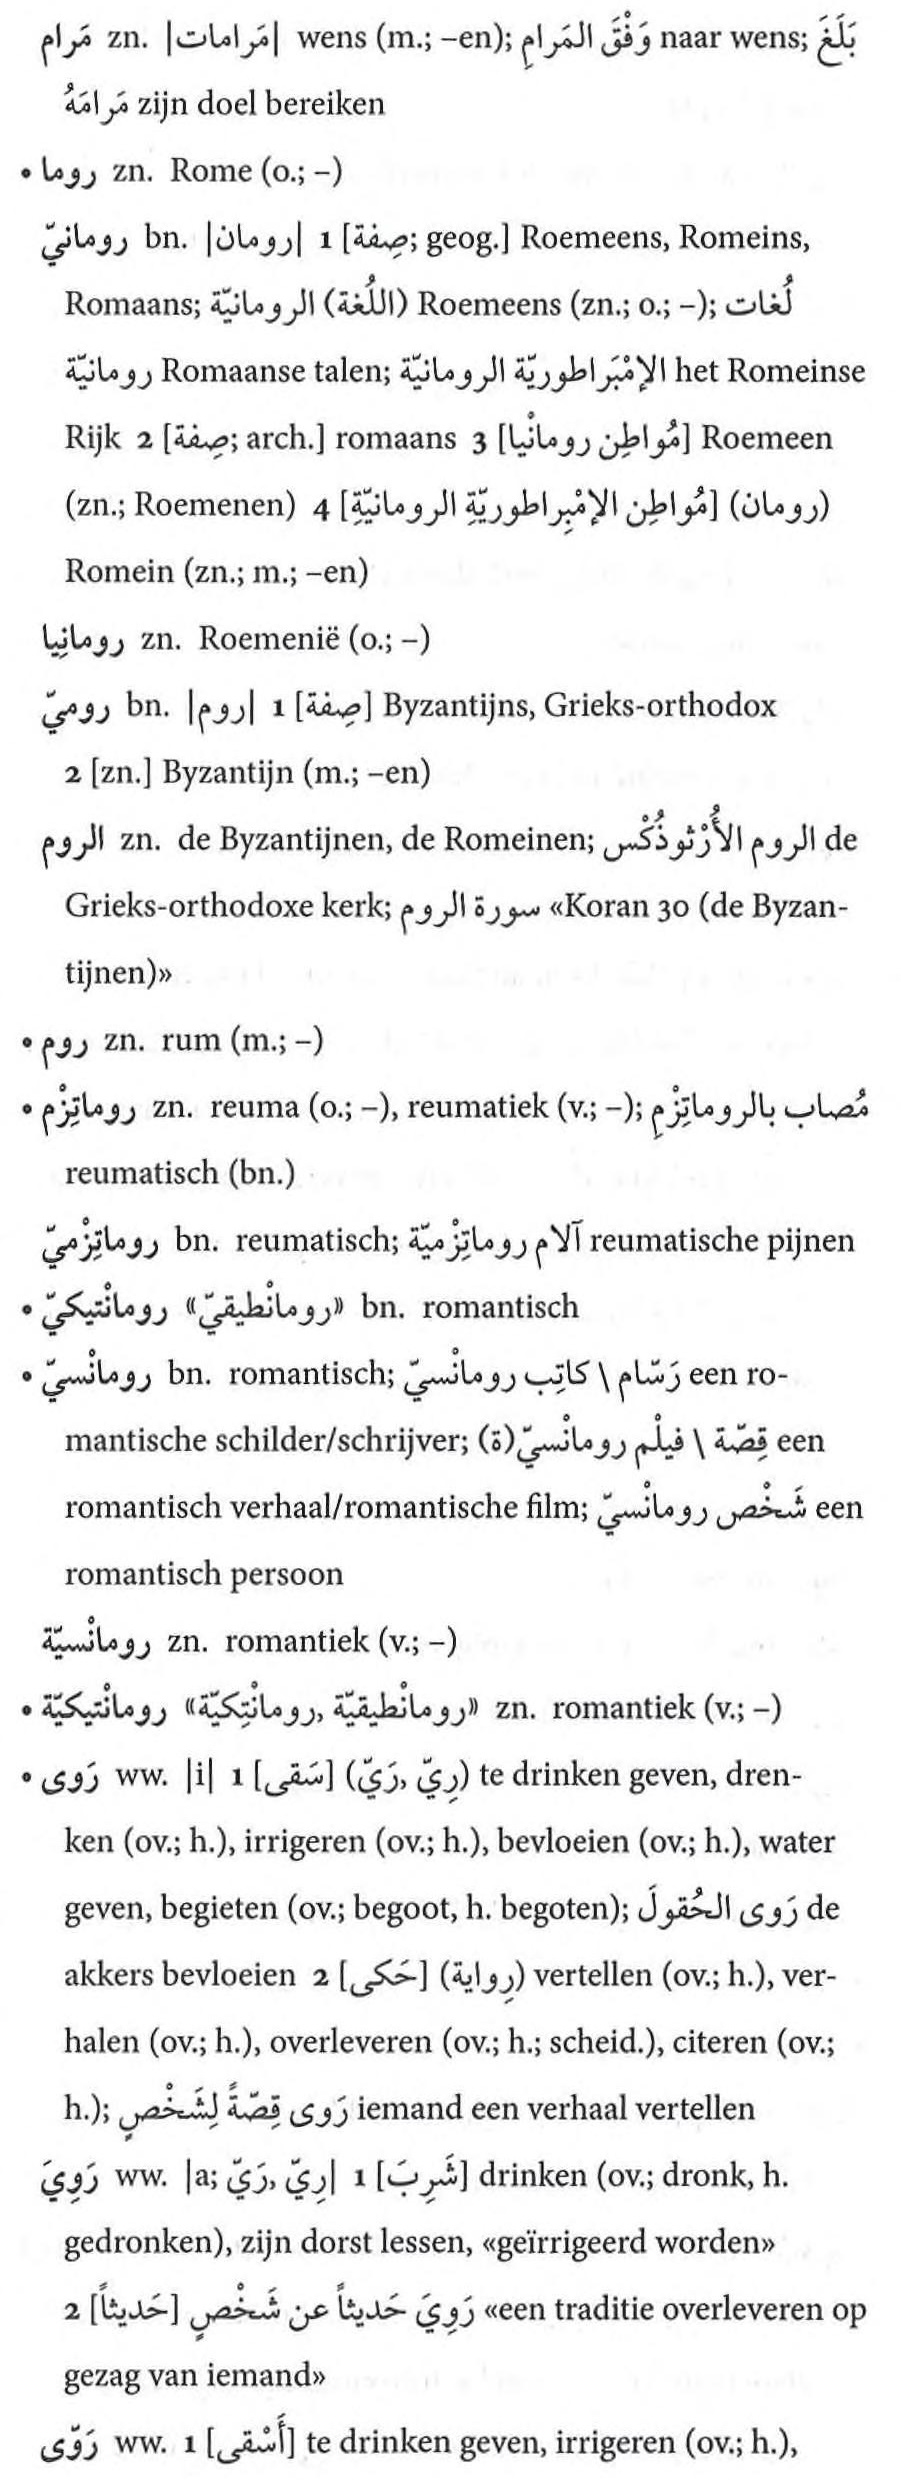 مَرام zn. |مَرامات| wens (m.; –en); وَفْقَ المَرامِ naar wens; بَلَغَ
مَرامَهُ zijn doel bereiken
• روما zn. Rome (o.; –)
رومانيّ bn. |رومان| 1 [صِفة; geog.] Roemeens, Romeins,
Romaans; الرومانيّة (اللُغة) Roemeens (zn.; o.; –); لُغات
رومانيّة Romaanse talen; الإمْبَراطوريّة الرومانيّة het Romeinse
Rijk 2 [صِفة; arch.] romaans 3 [مُواطِن رومانْيا] Roemeen
(zn.; Roemenen) 4 [مُواطِن الإمْبِراطوريّةِ الرومانيّةِ] (رومان)
Romein (zn.; m.; –en)
رومانِيا zn. Roemenië (o.; –)
روميّ bn. |روم| 1 [صِفة] Byzantijns, Grieks-orthodox
2 [zn.] Byzantijn (m.; –en)
الروم zn. de Byzantijnen, de Romeinen; الروم الأُرْثوذُكْس de
Grieks-orthodoxe kerk; سورة الروم «Koran 30 (de Byzan-
tijnen)»
• روم zn. rum (m.; –)
• روماتِزْم zn. reuma (o.; –), reumatiek (v.; –); مُصاب بالروماتِزْمِ
reumatisch (bn.)
روماتِزْميّ bn. reumatisch; آلام روماتِزْميّة reumatische pijnen
• رومانْتيكيّ «رومانْطيقيّ» bn. romantisch
• رومانْسيّ bn. romantisch; رَسّام \ كاتِب رومانْسيّ een ro-
mantische schilder/schrijver; قِصّة \ فيلْم رومانْسيّ(ة) een
romantisch verhaal/romantische film; شَخْص رومانْسيّ een
romantisch persoon
رومانْسيّة zn. romantiek (v.; –)
• رومانْتيكيّة «رومانْطيقيّة, رومانْتِكيّة» zn. romantiek (v.; –)
• رَوى ww. |i| 1 [سَقى] (رِيّ, رَيّ) te drinken geven, dren-
ken (ov.; h.), irrigeren (ov.; h.), bevloeien (ov.; h.), water
geven, begieten (ov.; begoot, h. begoten); رَوى الحُقولَ de
akkers bevloeien 2 [حَكى] (رِواية) vertellen (ov.; h.), ver-
halen (ov.; h.), overleveren (ov.; h.; scheid.), citeren (ov.;
h.); رَوى قِصّةً لِشَخْصٍ iemand een verhaal vertellen
رَوِيَ ww. |a; رِيّ, رَيّ| 1 [شَرِبَ] drinken (ov.; dronk, h.
gedronken), zijn dorst lessen, «geïrrigeerd worden»
2 [حَديثاً] رَوِيَ حَديثاً عن شَخْصٍ «een traditie overleveren op
gezag van iemand»
رَوّى ww. 1 [أَسْقى] te drinken geven, irrigeren (ov.; h.),